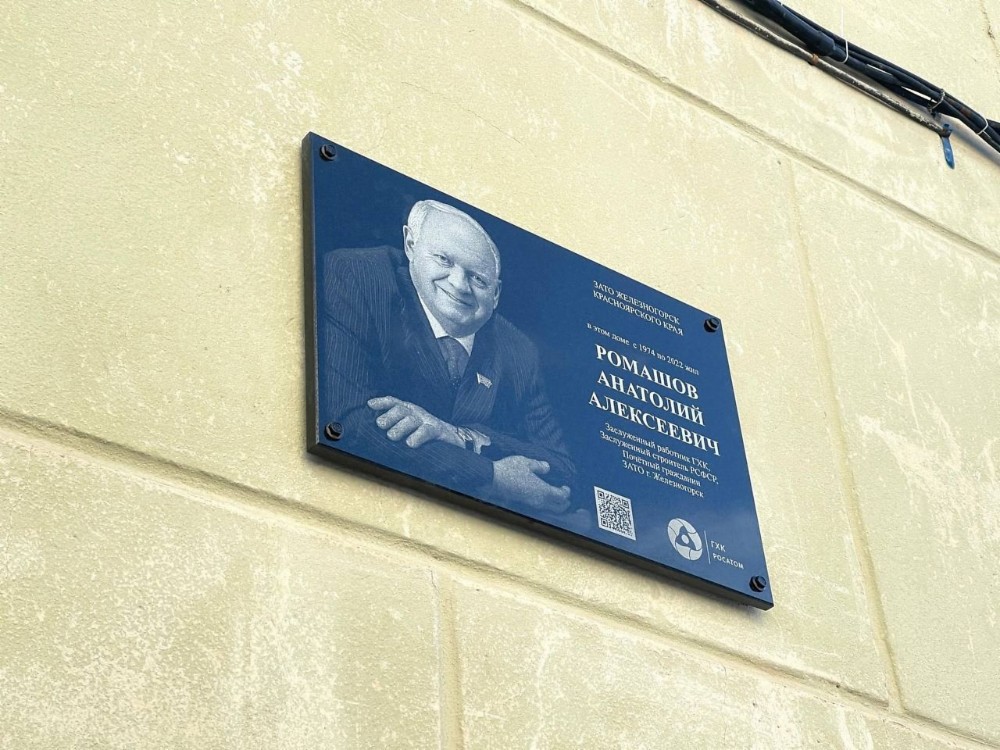 ЗАТО ЖЕЛЕЗНОГОРСК
КРАСНОЯРСКОГО КРАЯ
в этом доме с 1974 по 2022 жил
РОМАШОВ
АНАТОЛИЙ
АЛЕКСЕЕВИЧ
Заслуженный работник ГХК,
Заслуженный строитель РСФСР,
Почётный гражданин
ЗАТО г. Железногорск
ГХК
РОСАТОМ